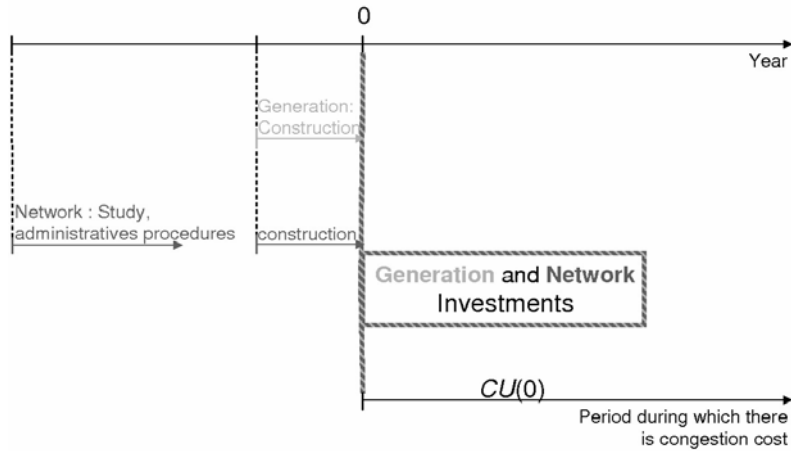 0
Year
Generation:
Construction
Network : Study,
administratives procedures
construction
Generation and Network
Investments
CU(0)
Period during which there
is congestion cost